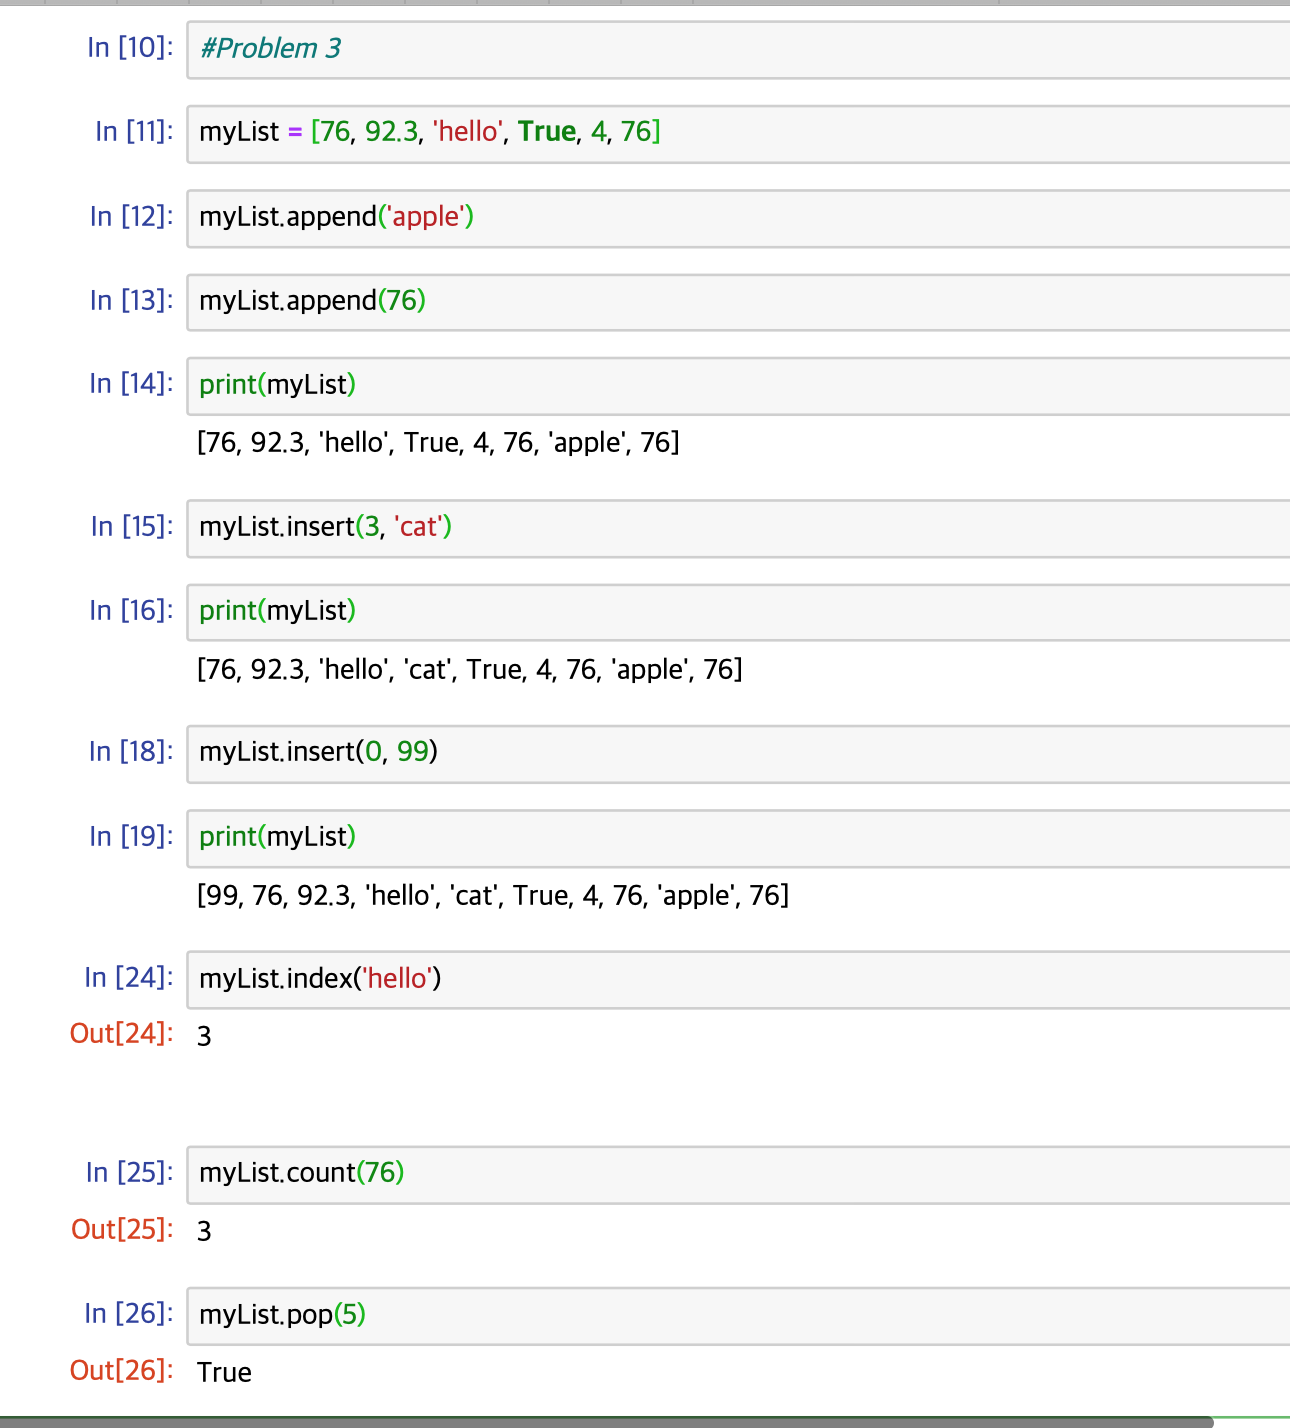 In [10]: #Problem 3
In [11]: myList = [76, 92.3, 'hello', True, 4, 76]
In [12]: myList.append('apple')
In [13]: myList.append(76)
In [14]: print(myList)
[76, 92.3, 'hello', True, 4, 76, 'apple', 76]
In [15]: myList.insert(3, 'cat')
In [16]: print(myList)
[76, 92.3, 'hello', 'cat', True, 4, 76, 'apple', 76]
In [18]: myList.insert(0, 99)
In [19]: print(myList)
[99, 76, 92.3, 'hello', 'cat', True, 4, 76, 'apple', 76]
In [24]: myList.index('hello')
Out[24]: 3
In [25]: myList.count(76)
Out[25]: 3
In [26]: myList.pop(5)
Out[26]: True